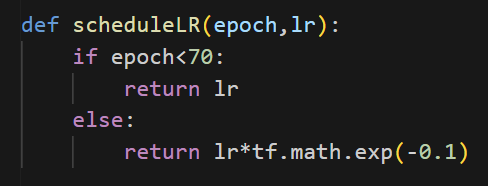 def scheduleLR(epoch,lr):
    if epoch<70:
        return lr
    else:
        return lr*tf.math.exp(-0.1)